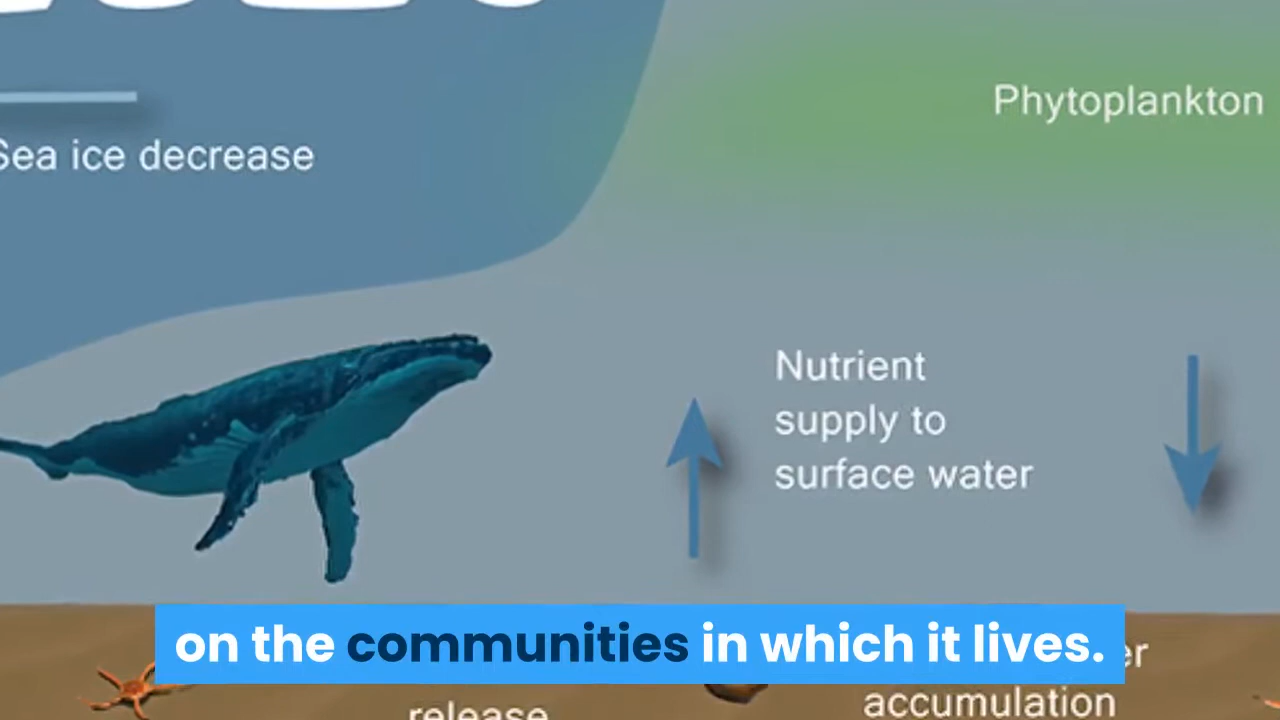 Phytoplankton
Sea ice decrease
Nutrient
supply to
surface water
on the communities in which it lives.
accumulation
release